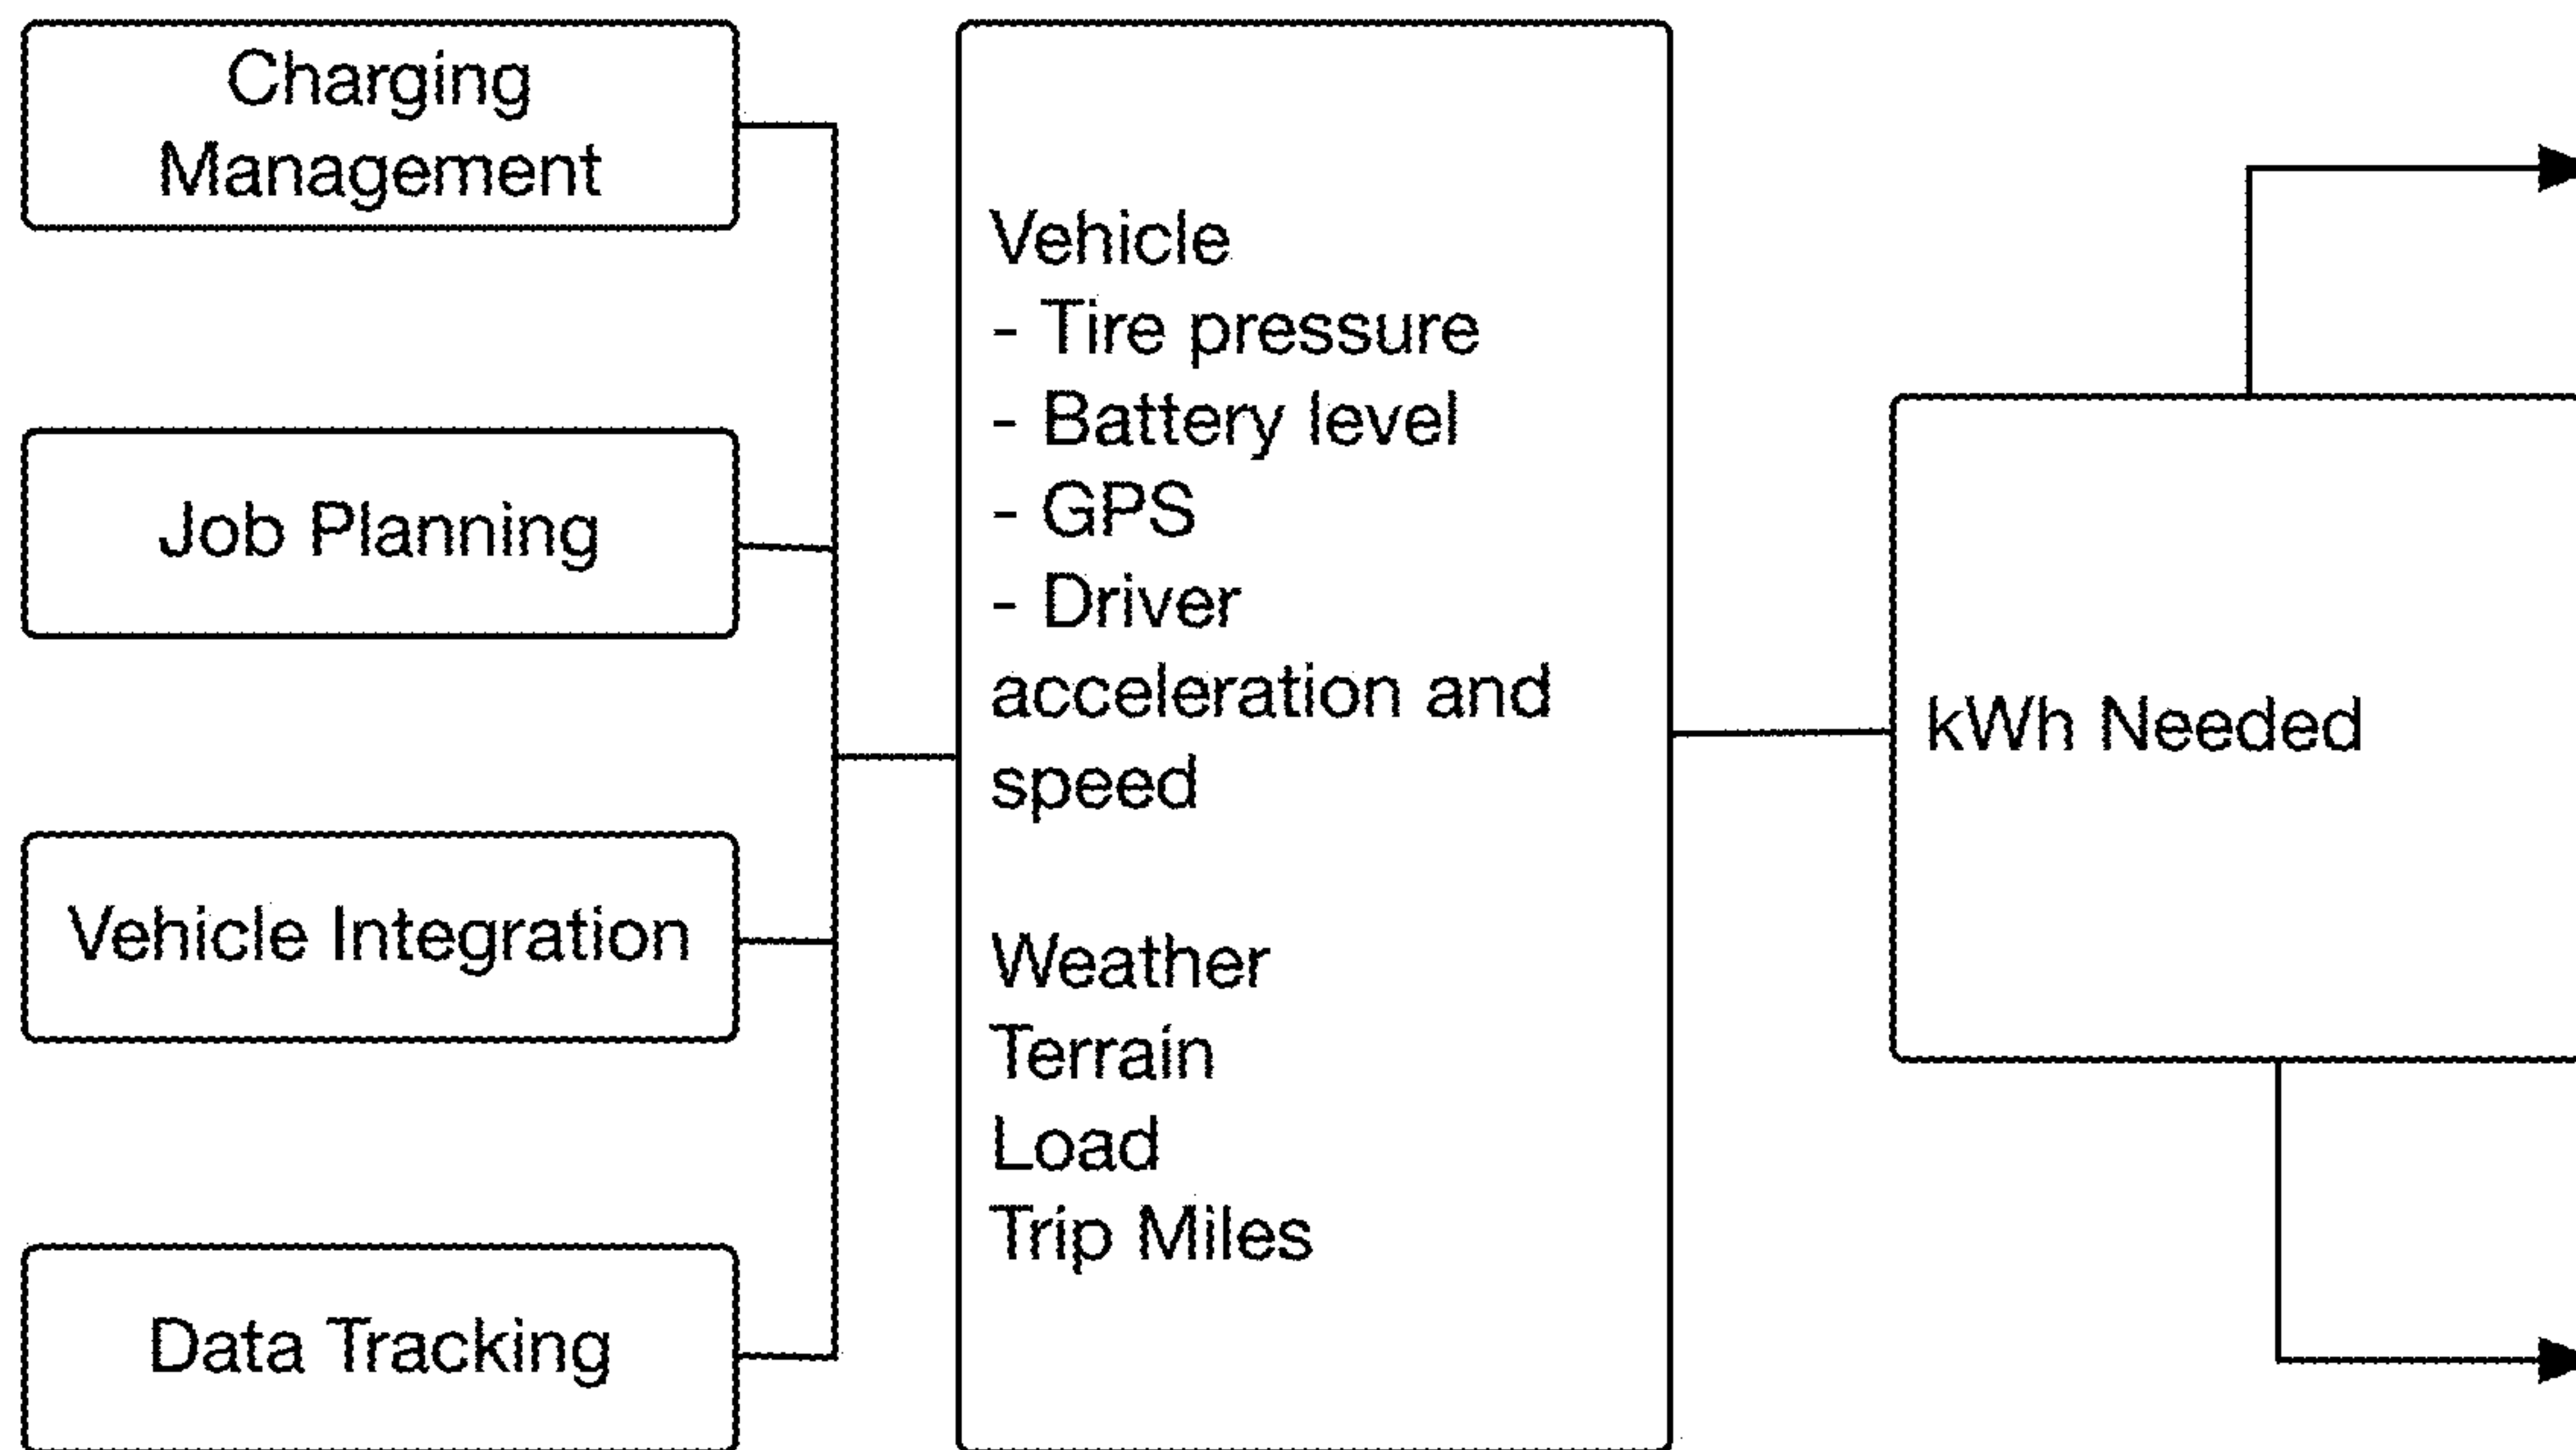 Charging
Management
Job Planning
Vehicle Integration
Data Tracking
Vehicle
- Tire pressure
- Battery level
- GPS
- Driver
acceleration and
speed
Weather
Terrain
Load
Trip Miles
kWh Needed